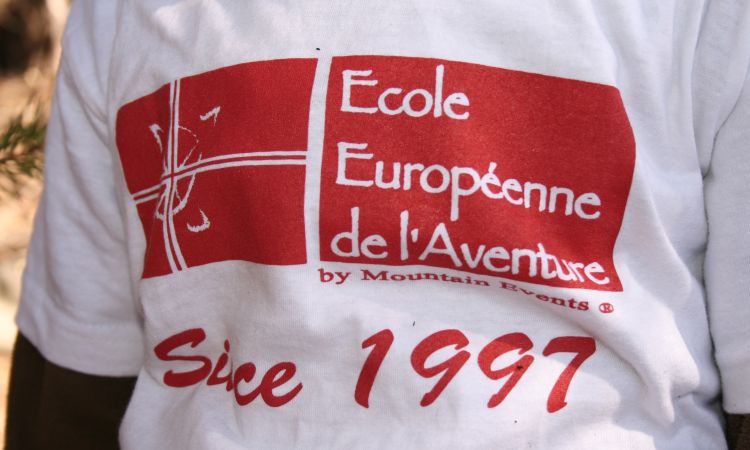 Ecole
Européenne
de l'Aventure
by Mountain Events ®
Since 1997